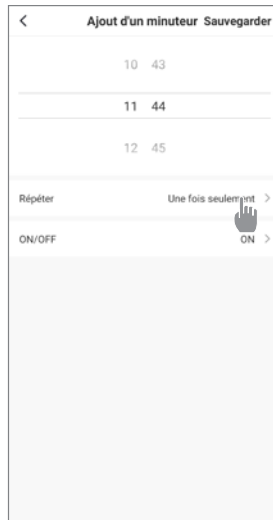 Ajout d'un minuteur Sauvegarder
10 43
11 44
12 45
Répéter Une fois seulement >
ON/OFF ON >